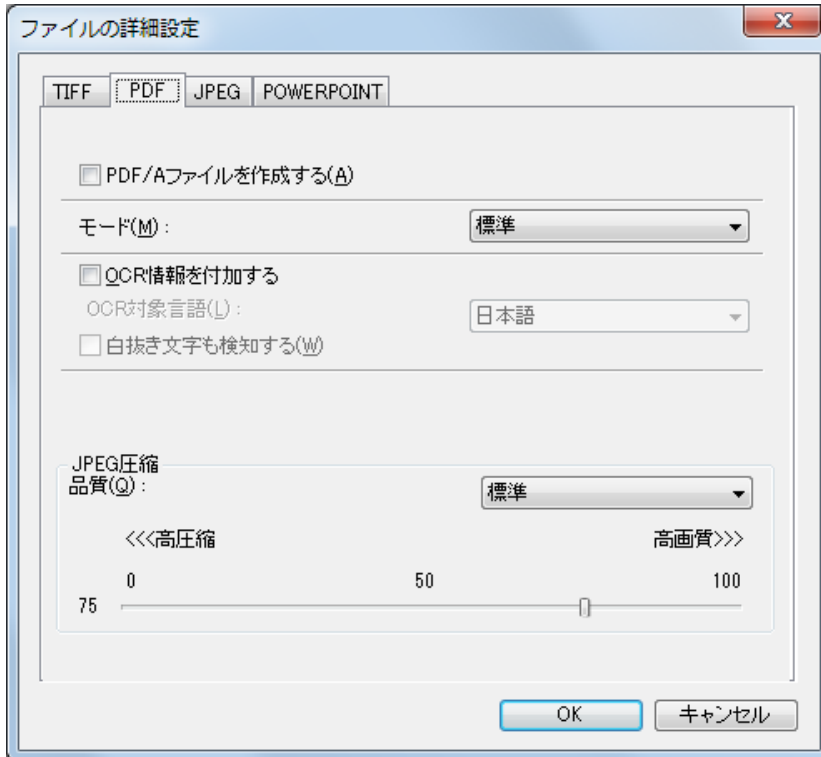 ファイルの詳細設定
TIFF PDF JPEG POWERPOINT
PDF/Aファイルを作成する(A)
モード(M): 標準
OCR情報を付加する
OCR対象言語(L): 日本語
白抜き文字も検知する(W)
JPEG圧縮
品質(Q): 標準
<<<高圧縮 高画質>>>
0 50 100
75
OK キャンセル